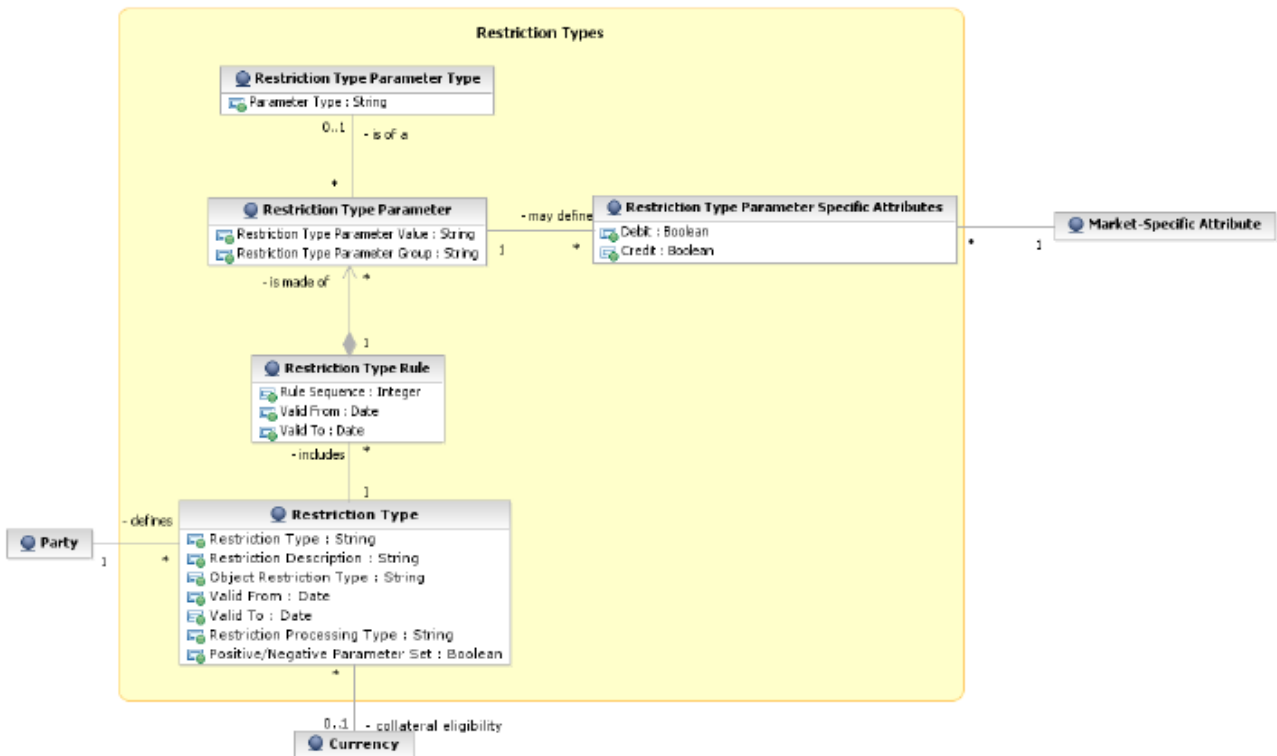 Restriction Types
Restriction Type Parameter Type
Parameter Type : String
0..1
- is of a
*
Restriction Type Parameter
Restriction Type Parameter Value : String
Restriction Type Parameter Group : String
- may define
1
*
Restriction Type Parameter Specific Attributes
Debit : Boolean
Credit : Boolean
*
1
Market-Specific Attribute
- is made of
*
1
Restriction Type Rule
Rule Sequence : Integer
Valid From : Date
Valid To : Date
- includes
*
1
Party
- defines
1
*
Restriction Type
Restriction Type : String
Restriction Description : String
Object Restriction Type : String
Valid From : Date
Valid To : Date
Restriction Processing Type : String
Positive/Negative Parameter Set : Boolean
*
0..1
- collateral eligibility
Currency